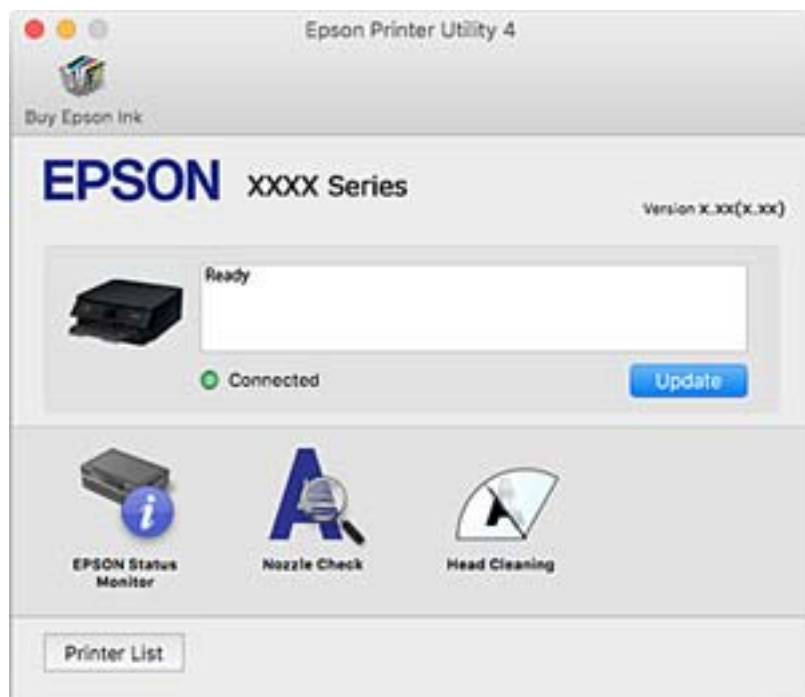 Epson Printer Utility 4
Buy Epson Ink
EPSON XXXX Series
Version X.XX(X.XX)
Ready
Connected
Update
EPSON Status
Monitor
Nozzle Check
Head Cleaning
Printer List